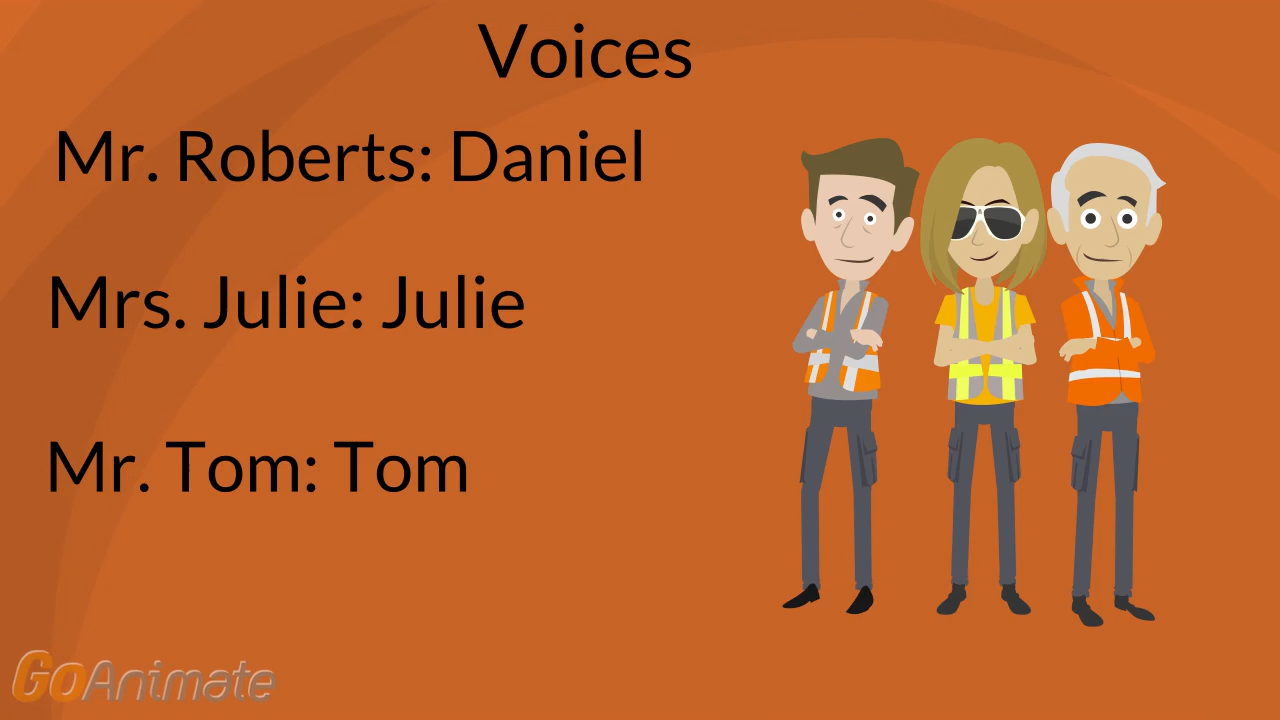 Voices
Mr. Roberts: Daniel
Mrs. Julie: Julie
Mr. Tom: Tom
GoAnimate